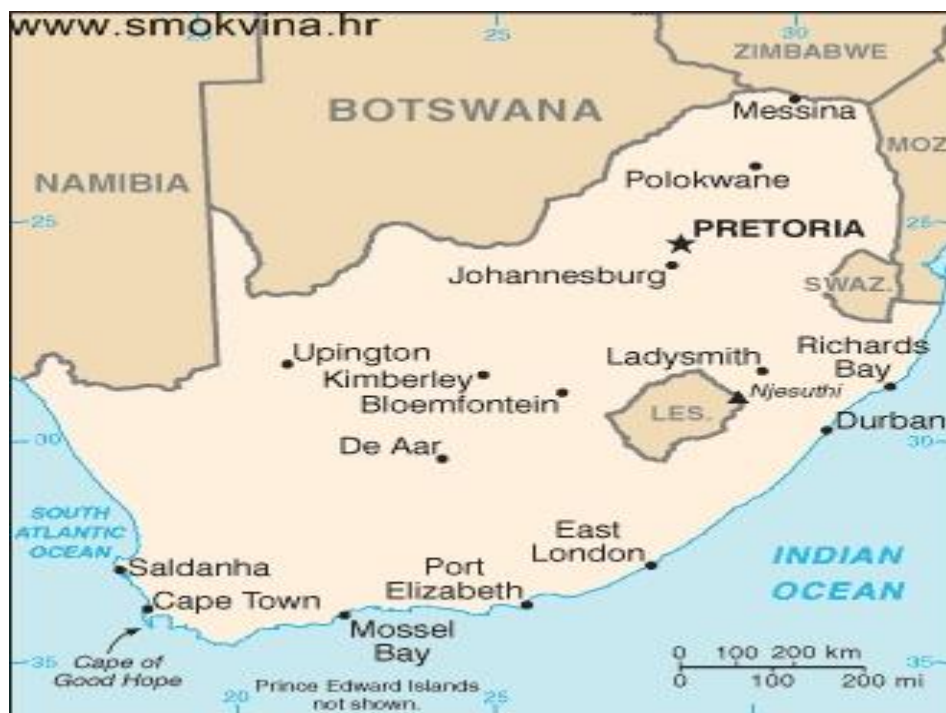 www.smokvina.hr
20
25
30
ZIMBABWE
BOTSWANA
Messina
MOZ.
NAMIBIA
Polokwane
25
PRETORIA
25
Johannesburg
SWAZ.
Upington
Ladysmith
Richards
Bay
Kimberley
Njesuthi
Bloemfontein
LES.
Durban
30
De Aar
30
SOUTH
ATLANTIC
OCEAN
East
London
INDIAN
OCEAN
Saldanha
Port
Elizabeth
Cape Town
Mossel
Bay
Cape of
Good Hope
35
0 100 200 km
0 100 200 mi
35
20
Prince Edward Islands
not shown.
25